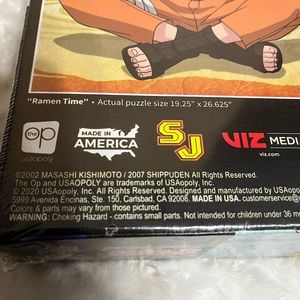 "Ramen Time" • Actual puzzle size 19.25" x 26.625"
the op
usaopoly
MADE IN
AMERICA
SJ
VIZ MEDI
viz.com
©2002 MASASHI KISHIMOTO / 2007 SHIPPUDEN All Rights Reserved.
The Op and USAOPOLY are trademarks of USAopoly, Inc.
© 2020 USAopoly, Inc. All Rights Reserved. Designed and manufactured by USAopo
5999 Avenida Encinas, Ste. 150, Carlsbad, CA 92008. MADE IN USA. customerservice@
Colors & parts may vary from those pictured.
WARNING: Choking Hazard - contains small parts. Not intended for children under 36 m